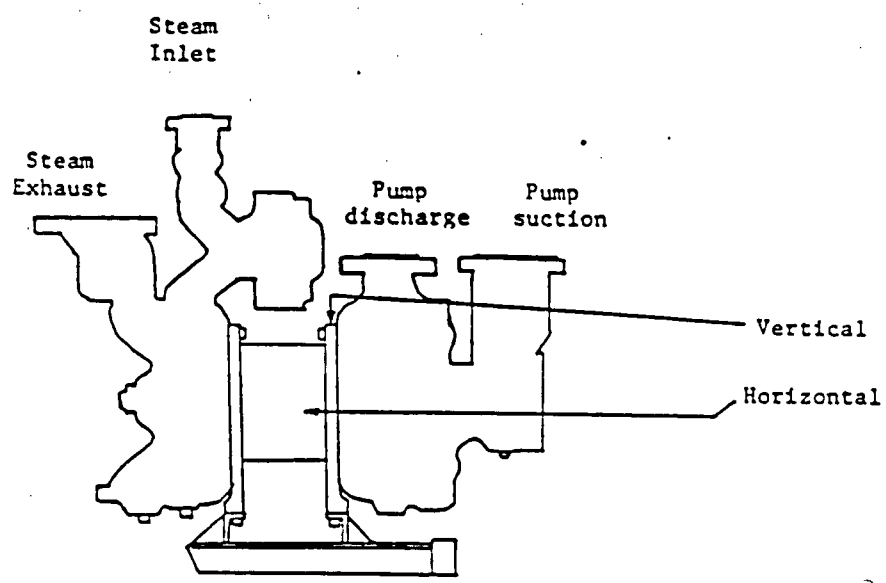 Steam
Inlet
Steam
Exhaust
Pump
discharge
Pump
suction
Vertical
Horizontal